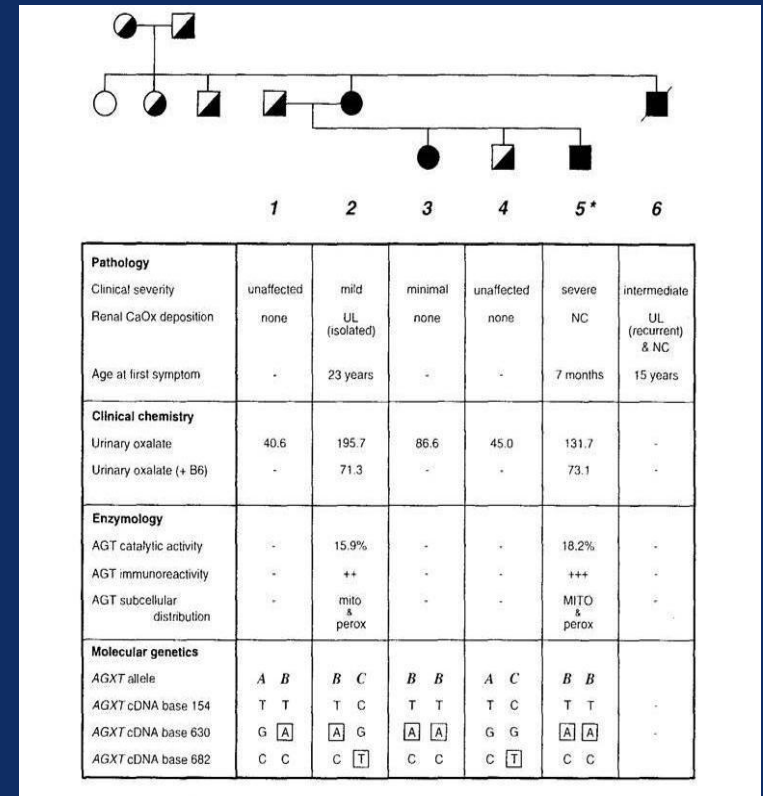 1 2 3 4 5* 6
Pathology
Clinical severity unaffected mild minimal unaffected severe intermediate
Renal CaOx deposition none UL (isolated) none none NC UL (recurrent) & NC
Age at first symptom - 23 years - - 7 months 15 years
Clinical chemistry
Urinary oxalate 40.6 195.7 86.6 45.0 131.7 -
Urinary oxalate (+ B6) - 71.3 - - 73.1 -
Enzymology
AGT catalytic activity - 15.9% - - 18.2% -
AGT immunoreactivity - ++ - - +++ -
AGT subcellular distribution - mito & perox - - MITO & perox -
Molecular genetics
AGXT allele A B B C B B A C B B
AGXT cDNA base 154 T T T C T T T C T T -
AGXT cDNA base 630 G A A G A A G G A A -
AGXT cDNA base 682 C C C T C C C T C C